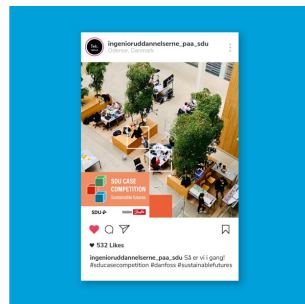 ingenioruddannelserne_paa_sdu
Odense, Danmark
SDU CASE
COMPETITION
Sustainable futures
SDU
Danfoss
532 Likes
ingenioruddannelserne_paa_sdu Så er vi i gang!
#sducasecompetition #danfoss #sustainablefutures